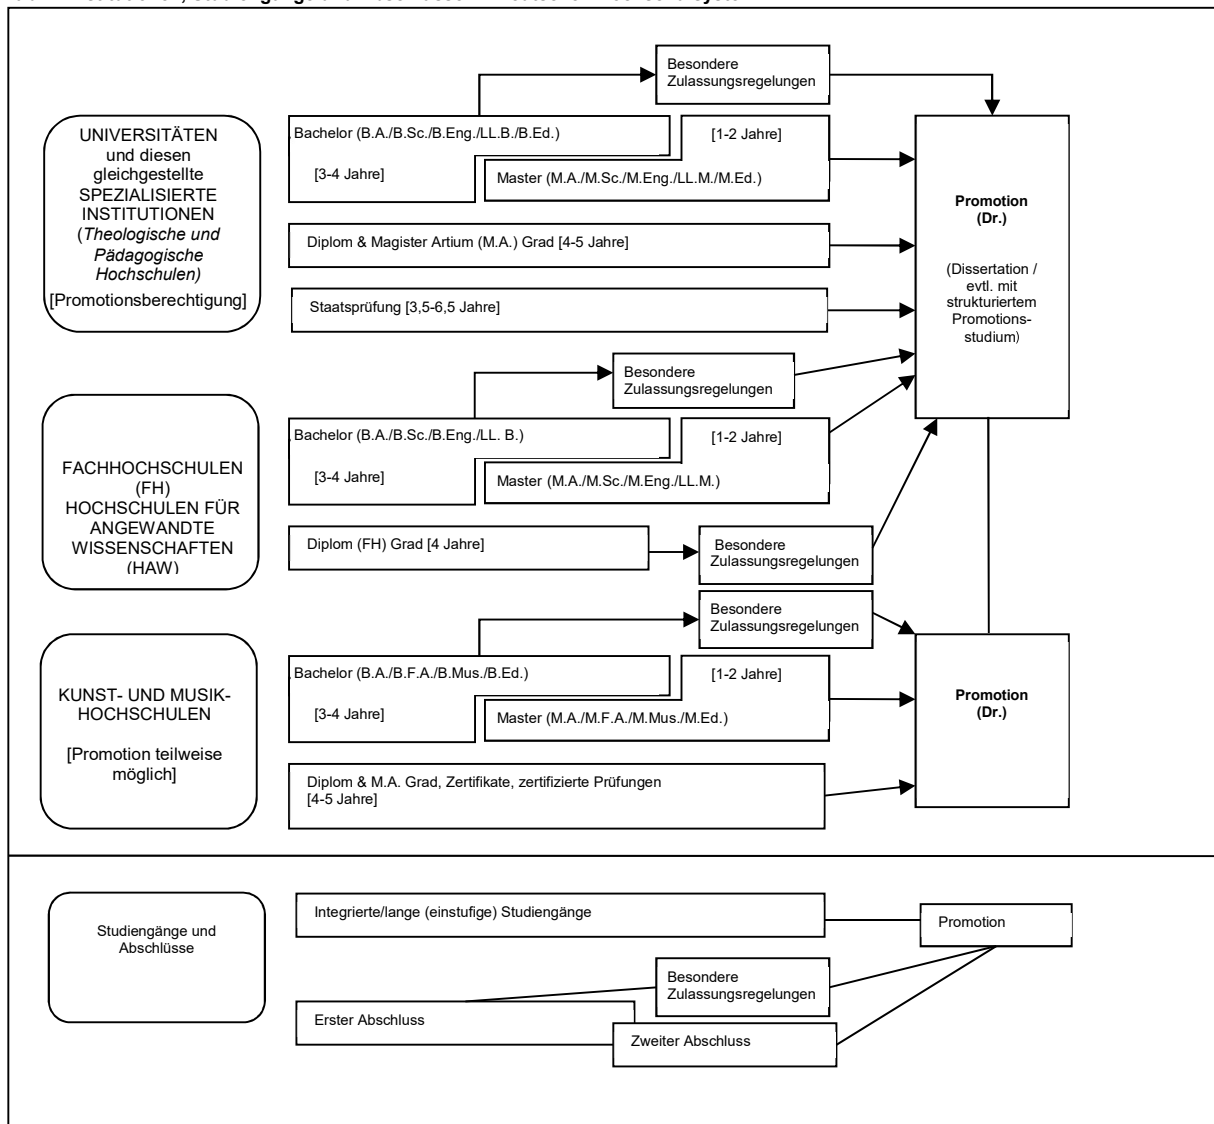 Besondere
Zulassungsregelungen
UNIVERSITÄTEN
und diesen
gleichgestellte
SPEZIALISIERTE
INSTITUTIONEN
(Theologische und
Pädagogische
Hochschulen)
[Promotionsberechtigung]
Bachelor (B.A./B.Sc./B.Eng./LL.B./B.Ed.)
[1-2 Jahre]
[3-4 Jahre]
Master (M.A./M.Sc./M.Eng./LL.M./M.Ed.)
Diplom & Magister Artium (M.A.) Grad [4-5 Jahre]
Staatsprüfung [3,5-6,5 Jahre]
Promotion
(Dr.)
(Dissertation /
evtl. mit
strukturiertem
Promotions-
studium)
Besondere
Zulassungsregelungen
FACHHOCHSCHULEN
(FH)
HOCHSCHULEN FÜR
ANGEWANDTE
WISSENSCHAFTEN
(HAW)
Bachelor (B.A./B.Sc./B.Eng./LL. B.)
[1-2 Jahre]
[3-4 Jahre]
Master (M.A./M.Sc./M.Eng./LL.M.)
Diplom (FH) Grad [4 Jahre]
Besondere
Zulassungsregelungen
Besondere
Zulassungsregelungen
KUNST- UND MUSIK-
HOCHSCHULEN
[Promotion teilweise
möglich]
Bachelor (B.A./B.F.A./B.Mus./B.Ed.)
[1-2 Jahre]
[3-4 Jahre]
Master (M.A./M.F.A./M.Mus./M.Ed.)
Diplom & M.A. Grad, Zertifikate, zertifizierte Prüfungen
[4-5 Jahre]
Promotion
(Dr.)
Studiengänge und
Abschlüsse
Integrierte/lange (einstufige) Studiengänge
Promotion
Besondere
Zulassungsregelungen
Erster Abschluss
Zweiter Abschluss